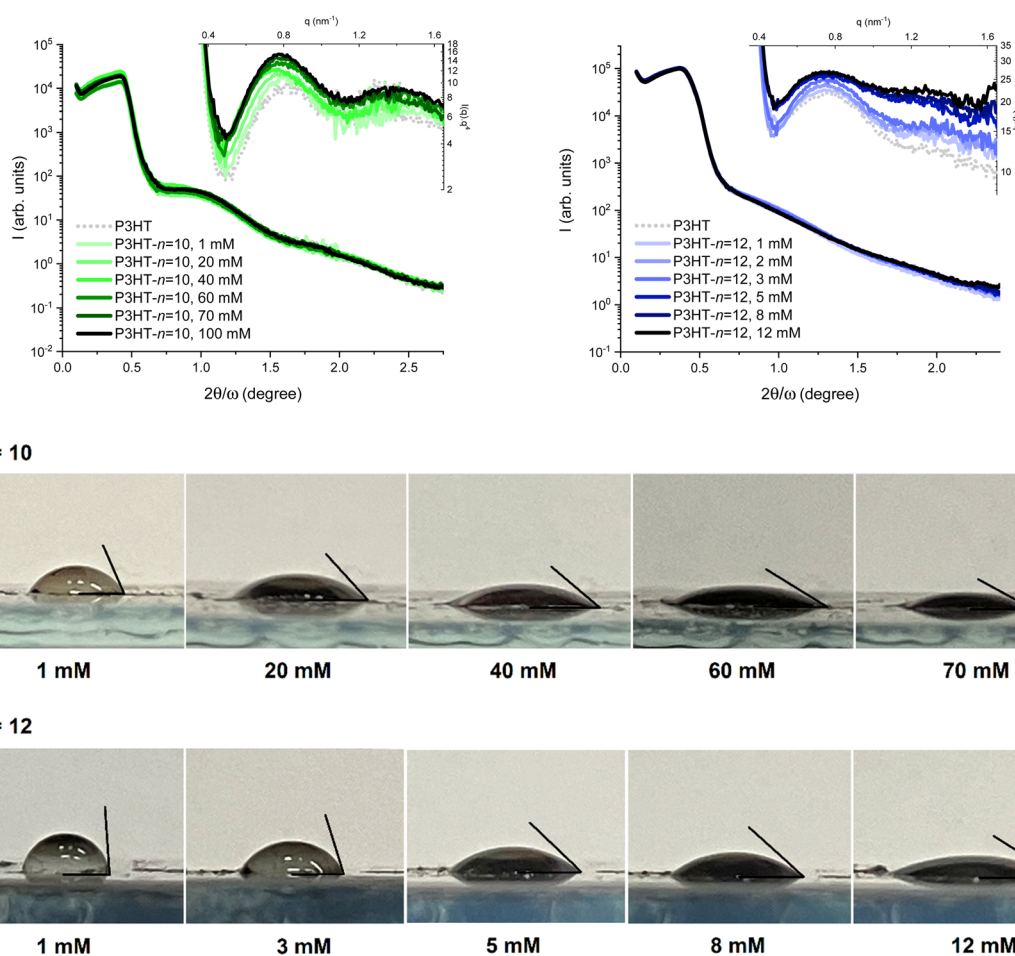 q (nm⁻¹)
0.4 0.8 1.2 1.6
10⁵
10⁴
10³
10²
10¹
10⁰
10⁻¹
10⁻²
I (arb. units)
18
16
14
12
10
8
6
4
2
I(q).q⁴
P3HT
P3HT-n=10, 1 mM
P3HT-n=10, 20 mM
P3HT-n=10, 40 mM
P3HT-n=10, 60 mM
P3HT-n=10, 70 mM
P3HT-n=10, 100 mM
0.0 0.5 1.0 1.5 2.0 2.5
2θ/ω (degree)
q (nm⁻¹)
0.4 0.8 1.2 1.6
10⁵
10⁴
10³
10²
10¹
10⁰
10⁻¹
I (arb. units)
35
30
25
20
15
10
P3HT
P3HT-n=12, 1 mM
P3HT-n=12, 2 mM
P3HT-n=12, 3 mM
P3HT-n=12, 5 mM
P3HT-n=12, 8 mM
P3HT-n=12, 12 mM
0.0 0.5 1.0 1.5 2.0
2θ/ω (degree)
= 10
1 mM 20 mM 40 mM 60 mM 70 mM
= 12
1 mM 3 mM 5 mM 8 mM 12 mM